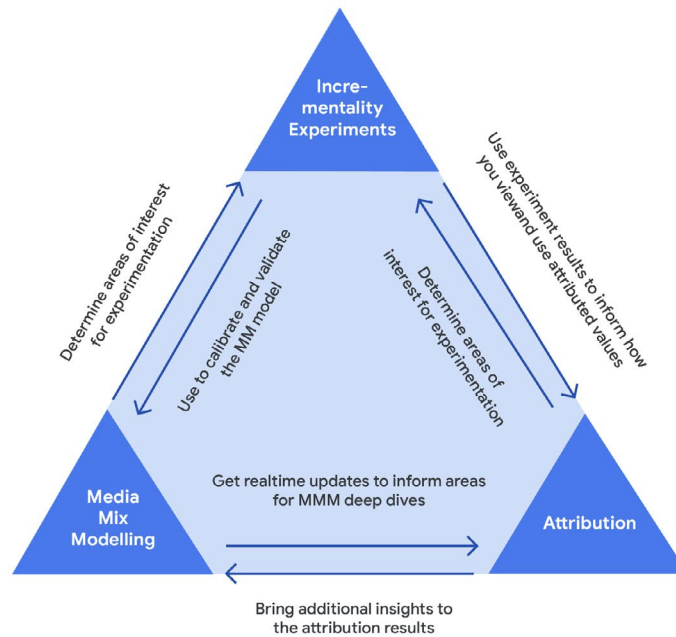 Incre-
mentality
Experiments
Determine areas of interest
for experimentation
Use to calibrate and validate
the MM model
Determine areas of
interest for experimentation
Use experiment results to inform how
you viewand use attributed values
Media
Mix
Modelling
Get realtime updates to inform areas
for MMM deep dives
Attribution
Bring additional insights to
the attribution results